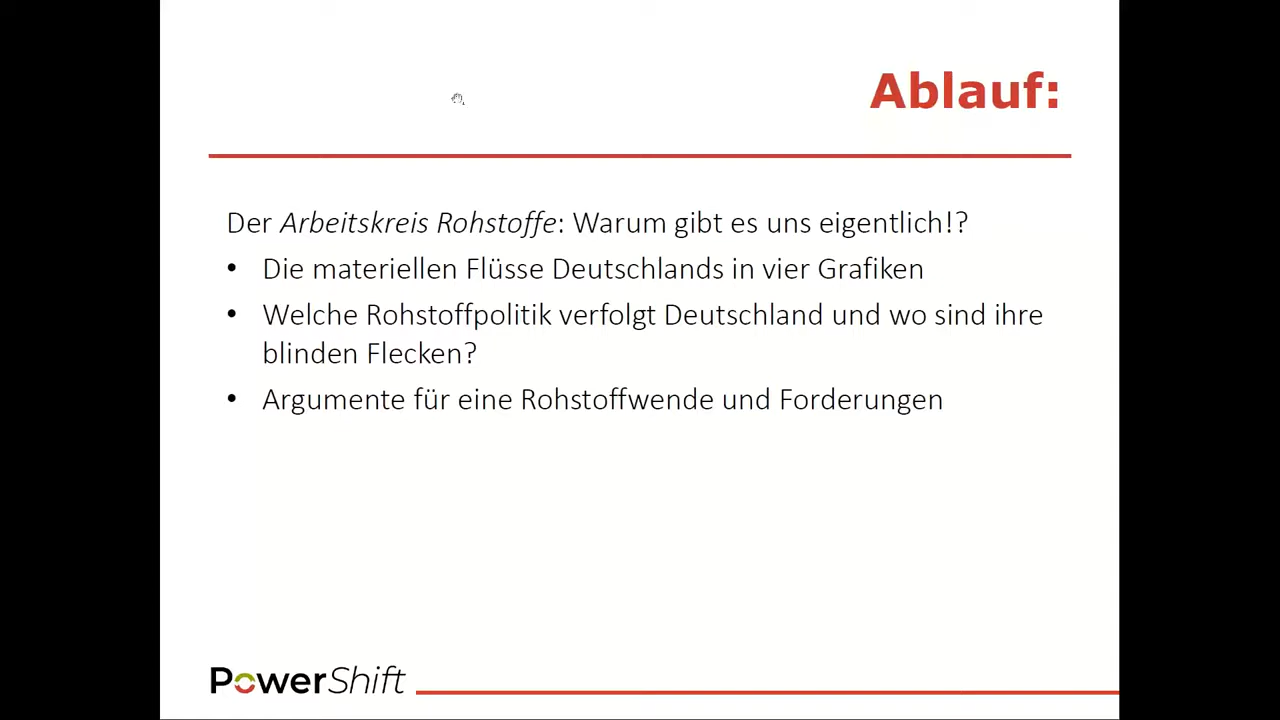 Ablauf:
Der Arbeitskreis Rohstoffe: Warum gibt es uns eigentlich!?
• Die materiellen Flüsse Deutschlands in vier Grafiken
• Welche Rohstoffpolitik verfolgt Deutschland und wo sind ihre
blinden Flecken?
• Argumente für eine Rohstoffwende und Forderungen
PowerShift